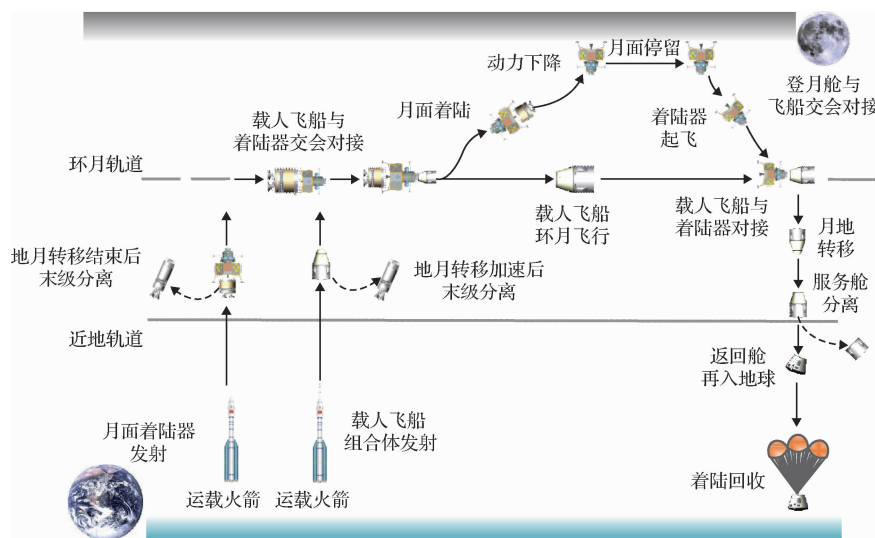 动力下降
月面停留
登月舱与
飞船交会对接
月面着陆
着陆器
起飞
载人飞船与
着陆器交会对接
环月轨道
载人飞船
环月飞行
载人飞船与
着陆器对接
月地
转移
地月转移结束后
末级分离
地月转移加速后
末级分离
服务舱
分离
近地轨道
返回舱
再入地球
月面着陆器
发射
载人飞船
组合体发射
着陆回收
运载火箭
运载火箭